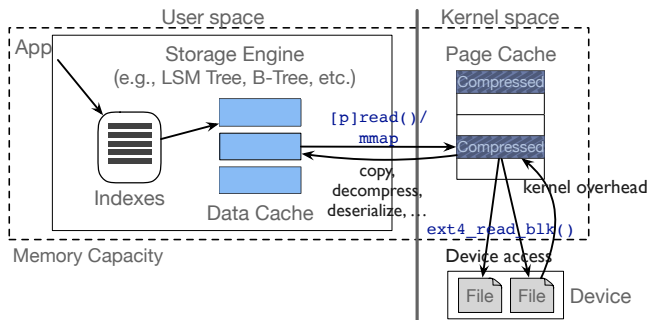 User space
Kernel space
App
Storage Engine
(e.g., LSM Tree, B-Tree, etc.)
Page Cache
Compressed
[p]read()/
mmap
Compressed
copy,
decompress,
deserialize, ...
kernel overhead
Indexes
Data Cache
ext4_read_blk()
Memory Capacity
Device access
File
File
Device